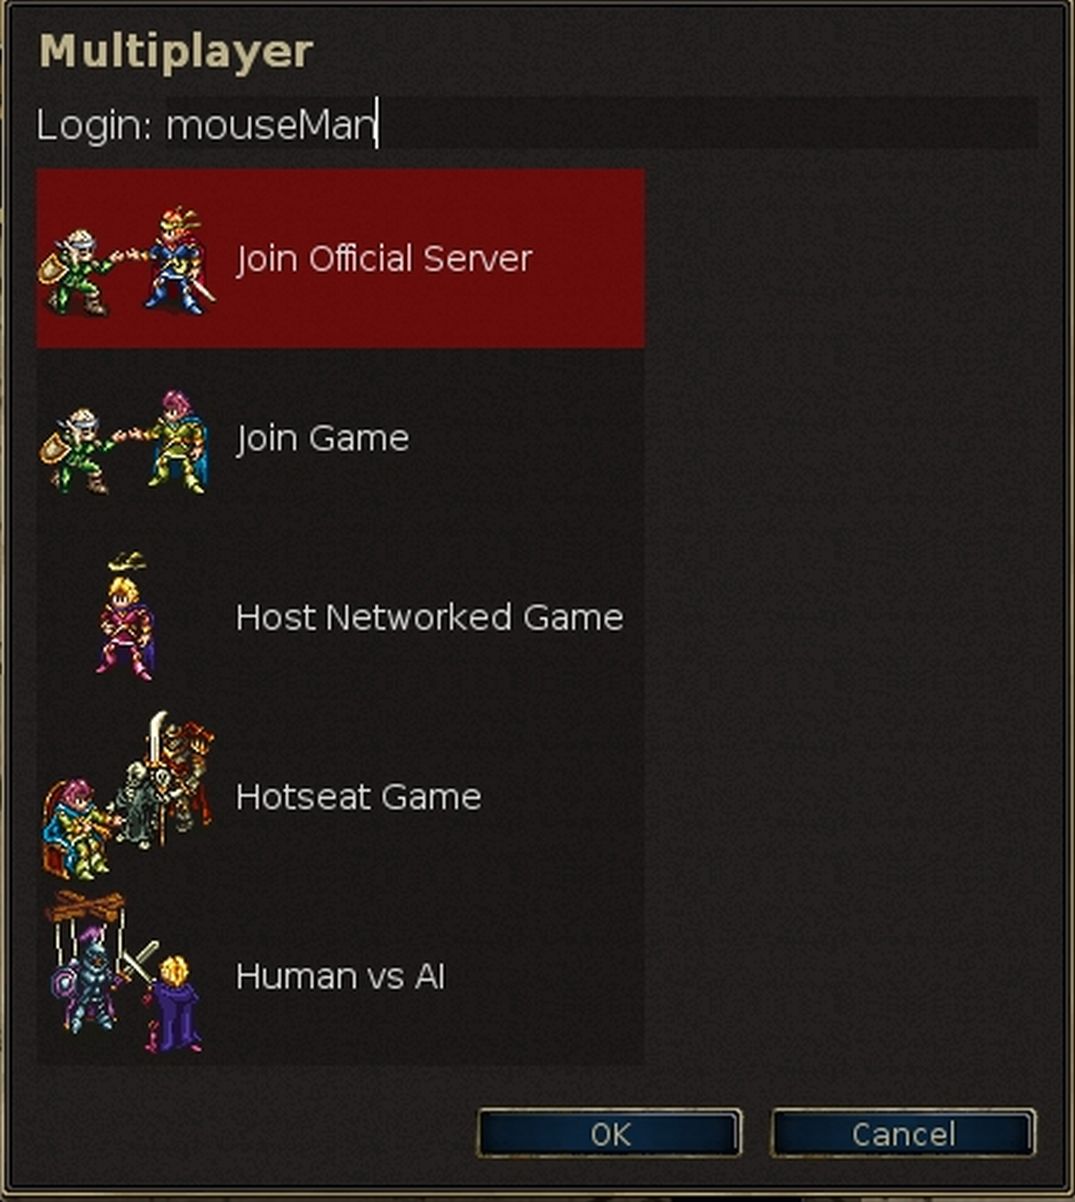 Multiplayer
Login: mouseMan
Join Official Server
Join Game
Host Networked Game
Hotseat Game
Human vs AI
OK Cancel